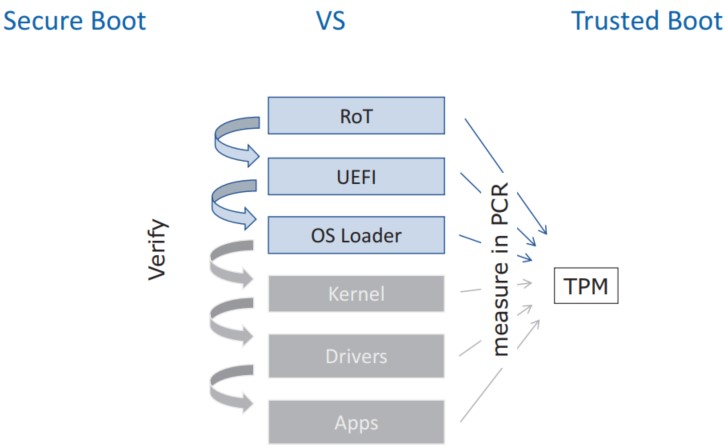 Secure Boot VS Trusted Boot
RoT
UEFI
OS Loader
Kernel
Drivers
Apps
Verify
measure in PCR
TPM